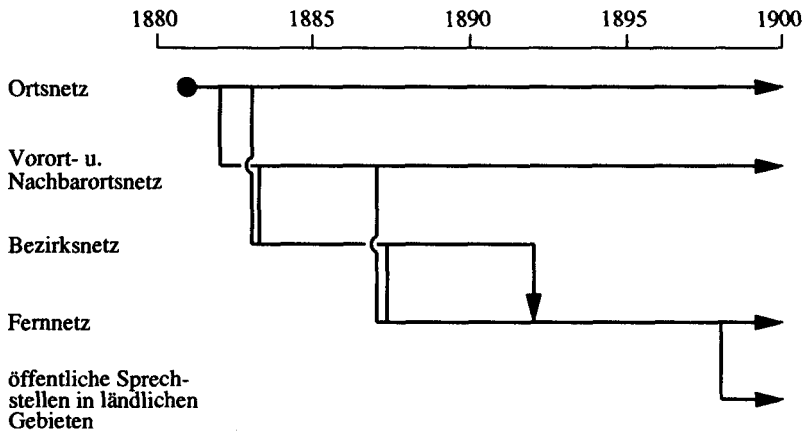 1880 1885 1890 1895 1900
Ortsnetz
Vorort- u.
Nachbarortsnetz
Bezirksnetz
Fernnetz
öffentliche Sprech-
stellen in ländlichen
Gebieten